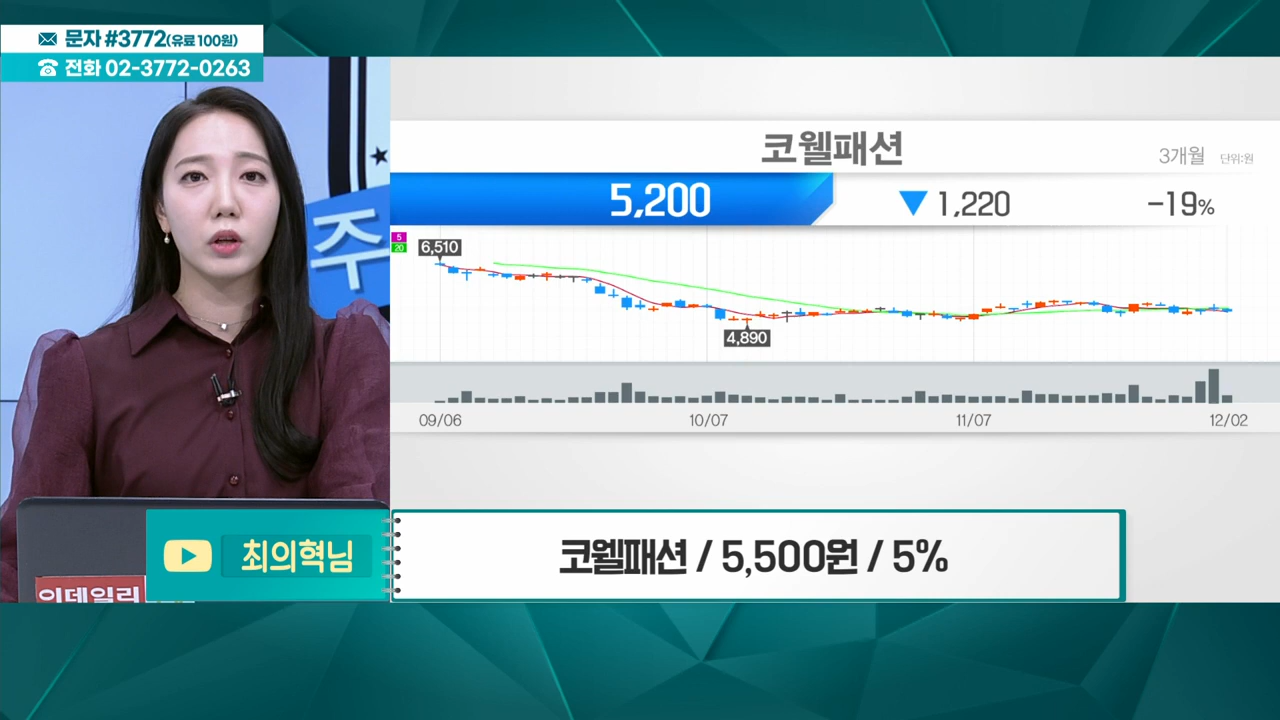 문자 #3772(유료 100원)
전화 02-3772-0263
주
코웰패션
3개월 단위:원
5,200
▼ 1,220
-19%
5
20
6,510
4,890
09/06 10/07 11/07 12/02
최의혁님
코웰패션 / 5,500원 / 5%
이데일리